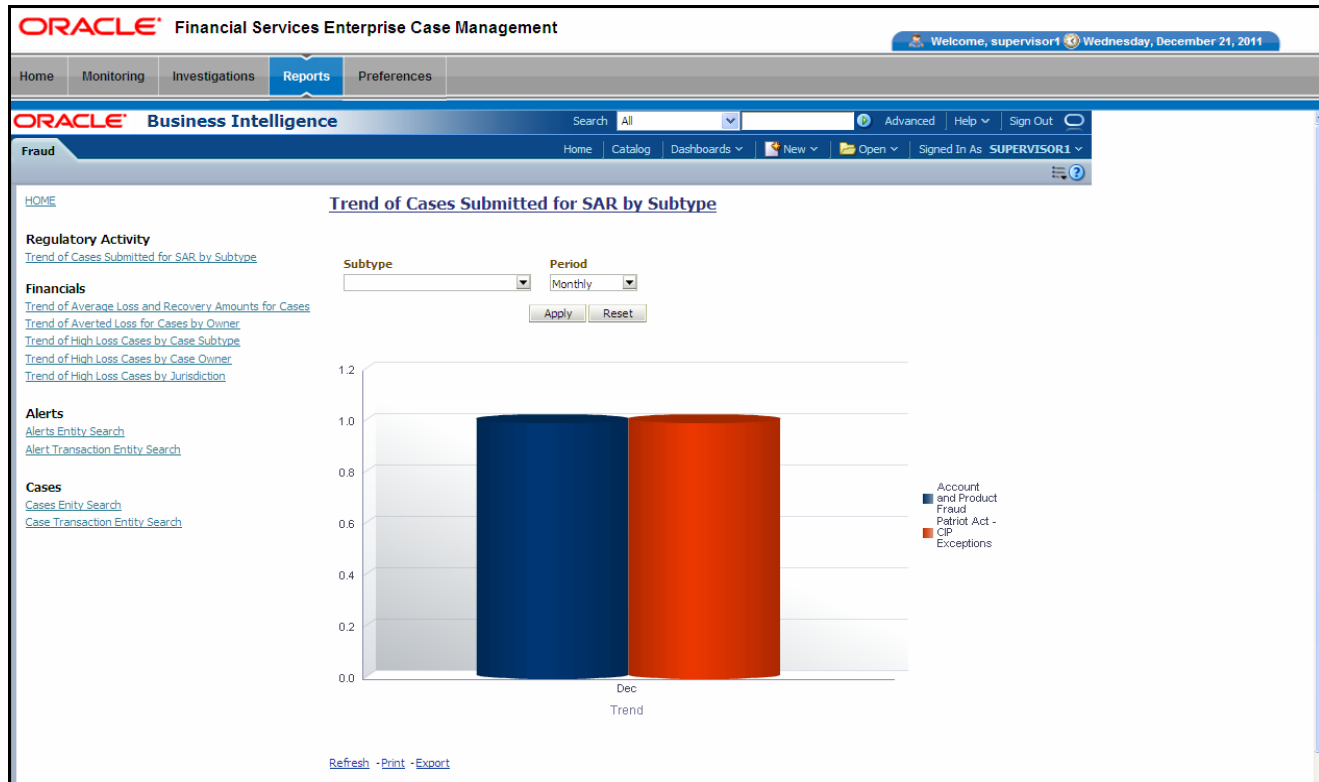 ORACLE® Financial Services Enterprise Case Management
Welcome, supervisor1 Wednesday, December 21, 2011
Home Monitoring Investigations Reports Preferences
ORACLE® Business Intelligence
Search All Advanced Help Sign Out
Fraud
Home Catalog Dashboards New Open Signed In As SUPERVISOR1
HOME
Regulatory Activity
Trend of Cases Submitted for SAR by Subtype
Financials
Trend of Average Loss and Recovery Amounts for Cases
Trend of Averted Loss for Cases by Owner
Trend of High Loss Cases by Case Subtype
Trend of High Loss Cases by Case Owner
Trend of High Loss Cases by Jurisdiction
Alerts
Alerts Entity Search
Alert Transaction Entity Search
Cases
Cases Enity Search
Case Transaction Entity Search
Trend of Cases Submitted for SAR by Subtype
Subtype Period
Monthly
Apply Reset
1.2
1.0
0.8
0.6
0.4
0.2
0.0
Dec
Trend
Account
and Product
Fraud
Patriot Act -
CIP
Exceptions
Refresh - Print - Export